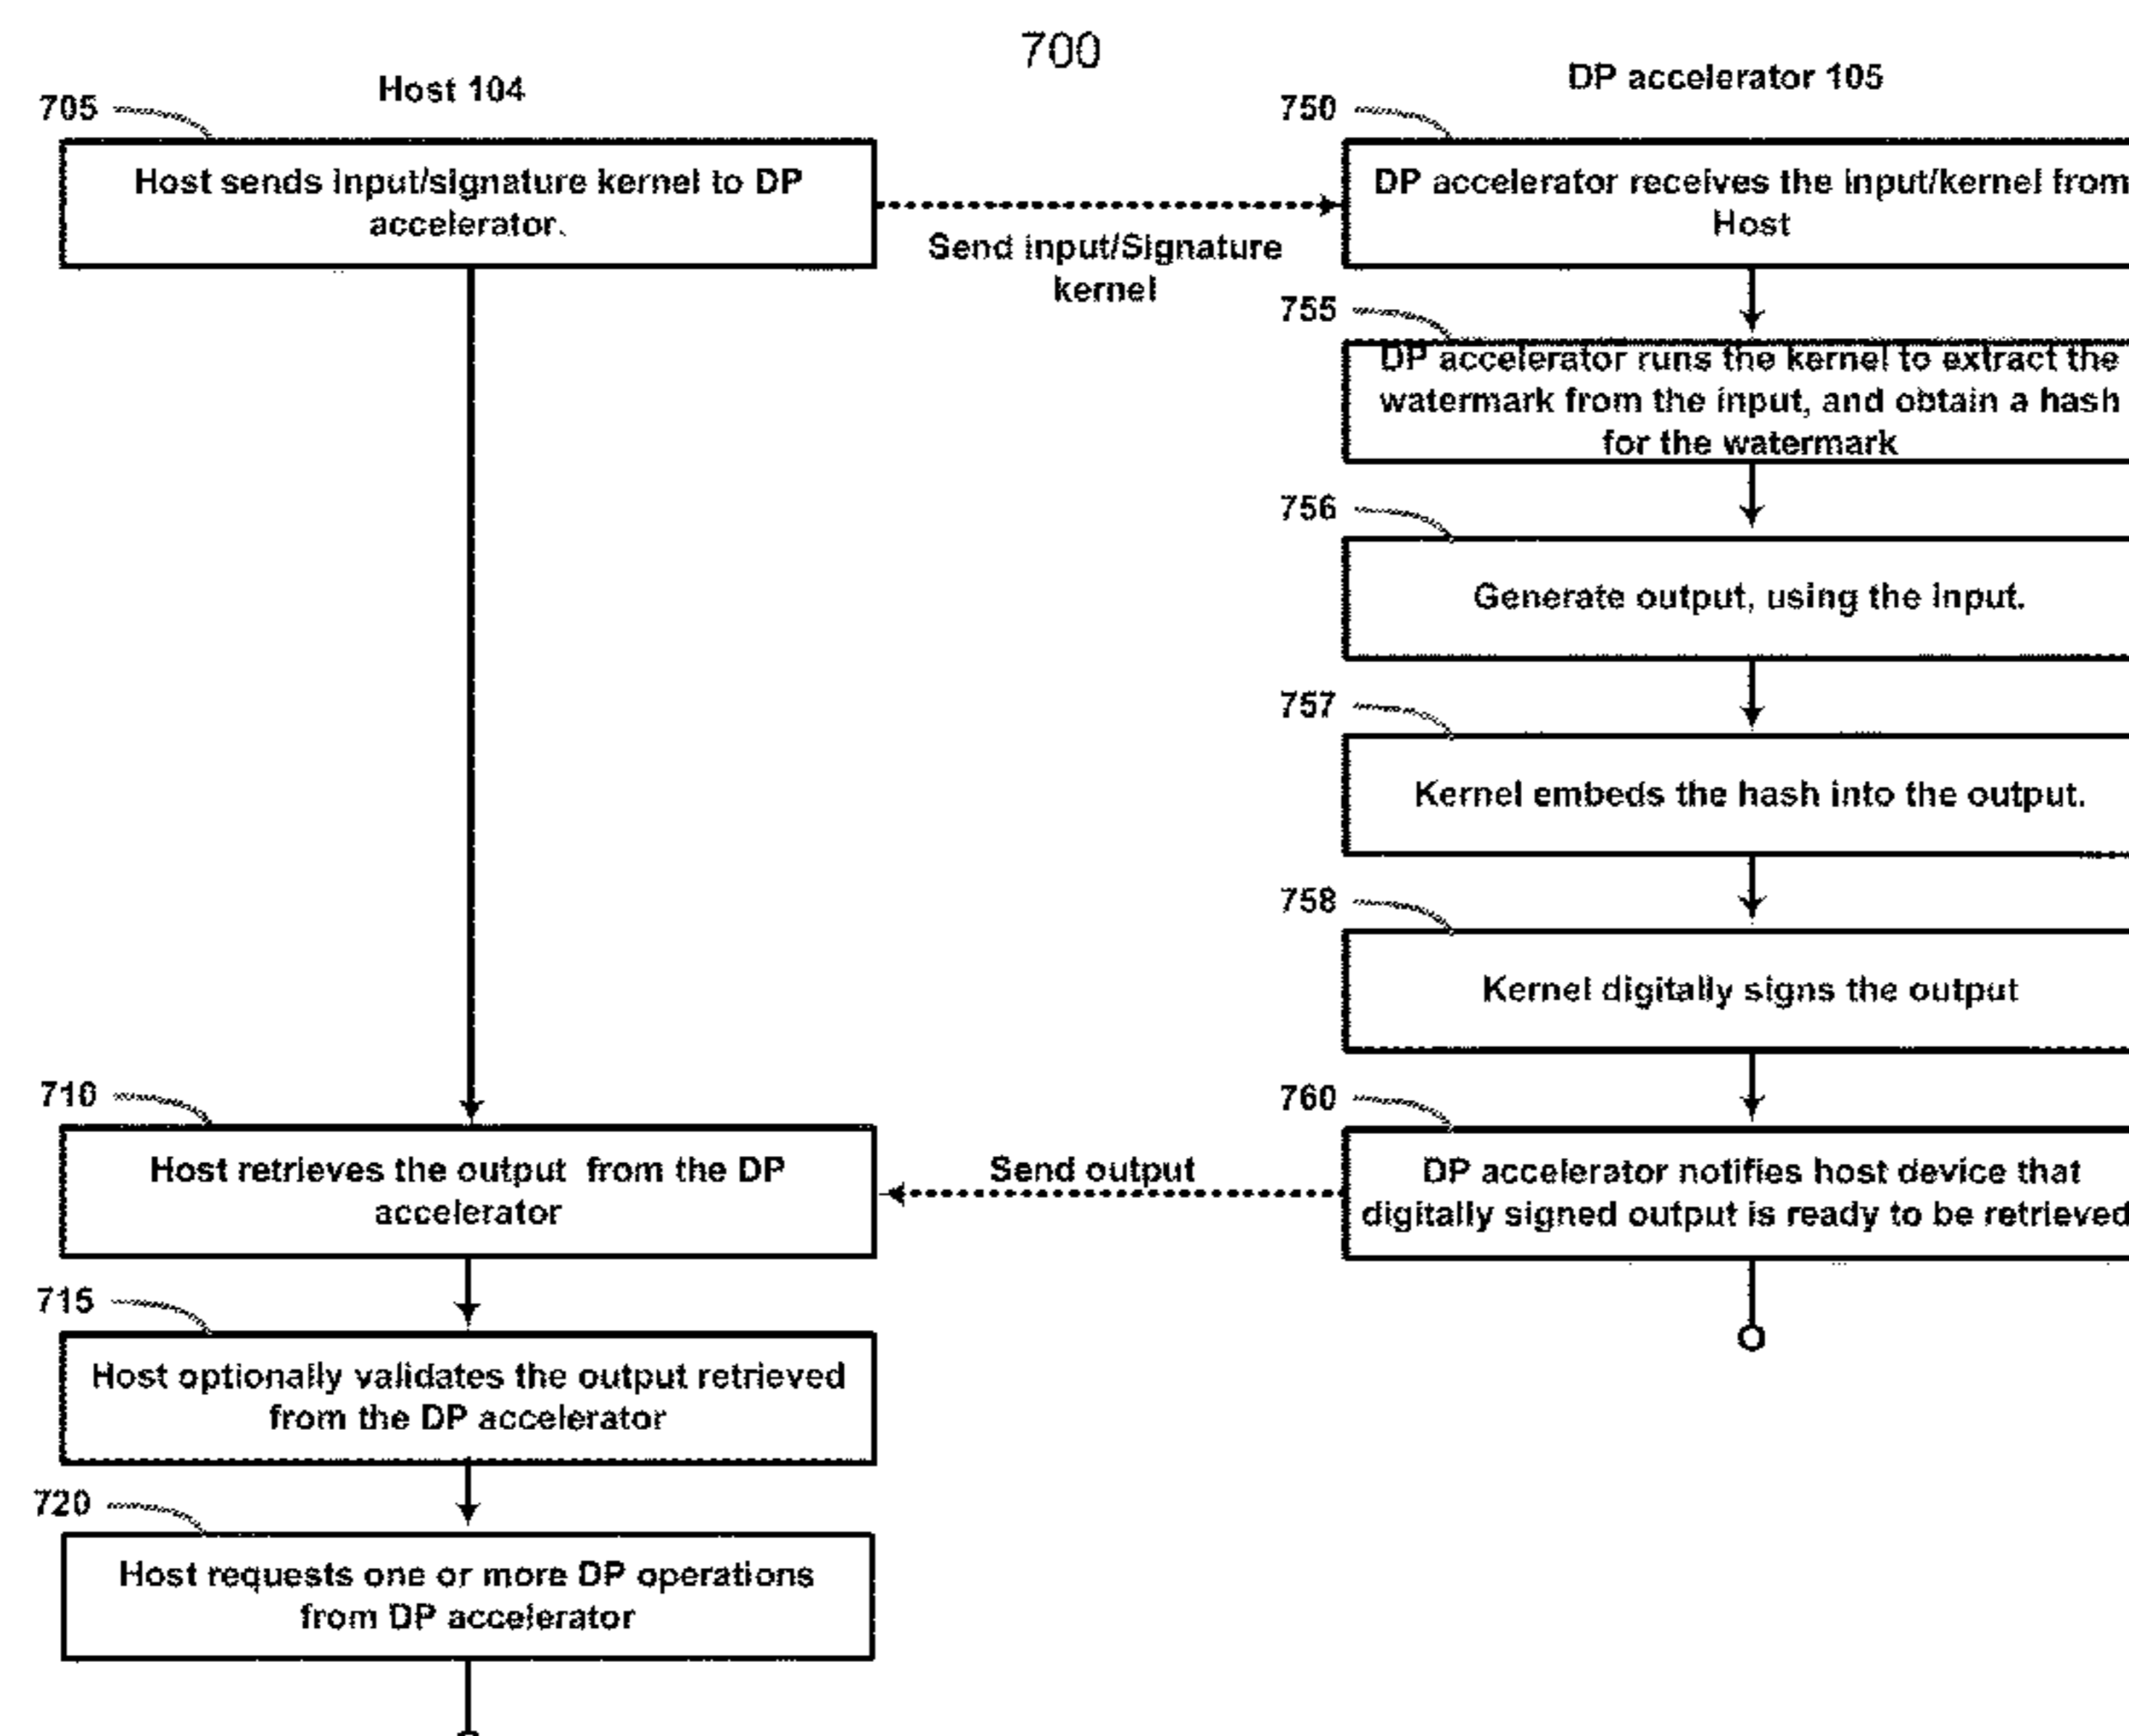 700
Host 104
705
Host sends input/signature kernel to DP
accelerator.
Send input/Signature
kernel
710
Host retrieves the output from the DP
accelerator
Send output
715
Host optionally validates the output retrieved
from the DP accelerator
720
Host requests one or more DP operations
from DP accelerator
DP accelerator 105
750
DP accelerator receives the input/kernel from
Host
755
DP accelerator runs the kernel to extract the
watermark from the input, and obtain a hash
for the watermark
756
Generate output, using the input.
757
Kernel embeds the hash into the output.
758
Kernel digitally signs the output
760
DP accelerator notifies host device that
digitally signed output is ready to be retrieved